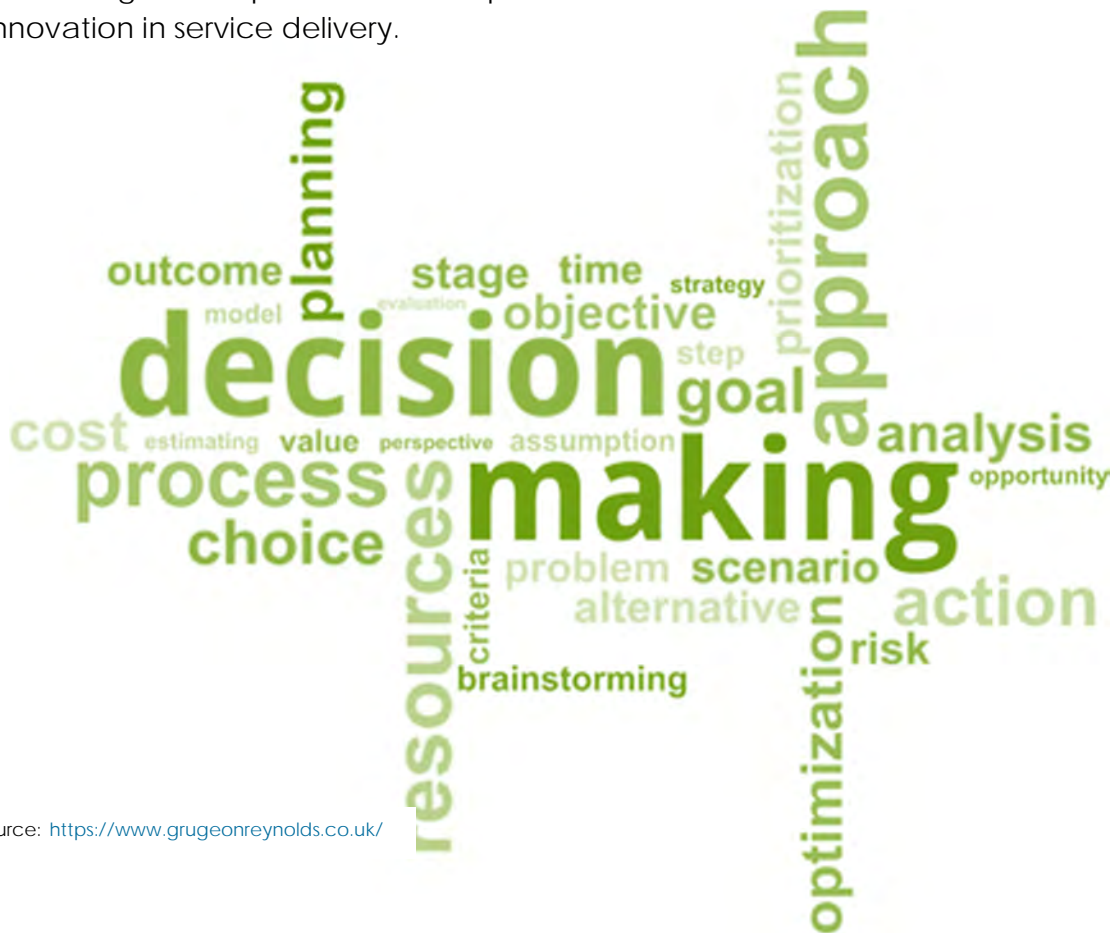 nnovation in service delivery.
approach
prioritization
planning
outcome
stage
time
strategy
model
evaluation
objective
decision
step
goal
cost
estimating
value
perspective
assumption
analysis
process
making
opportunity
resources
choice
criteria
problem
scenario
alternative
action
optimization
risk
brainstorming
urce: https://www.grugeonreynolds.co.uk/